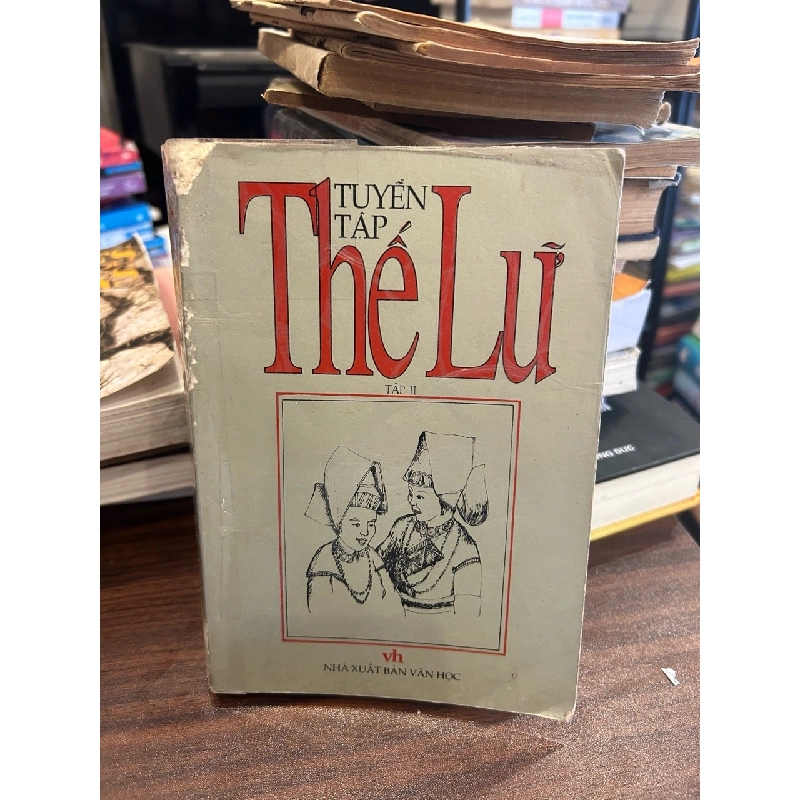 TUYỂN
TẬP
Thế Lữ
TẬP II
vh
NHÀ XUẤT BẢN VĂN HỌC